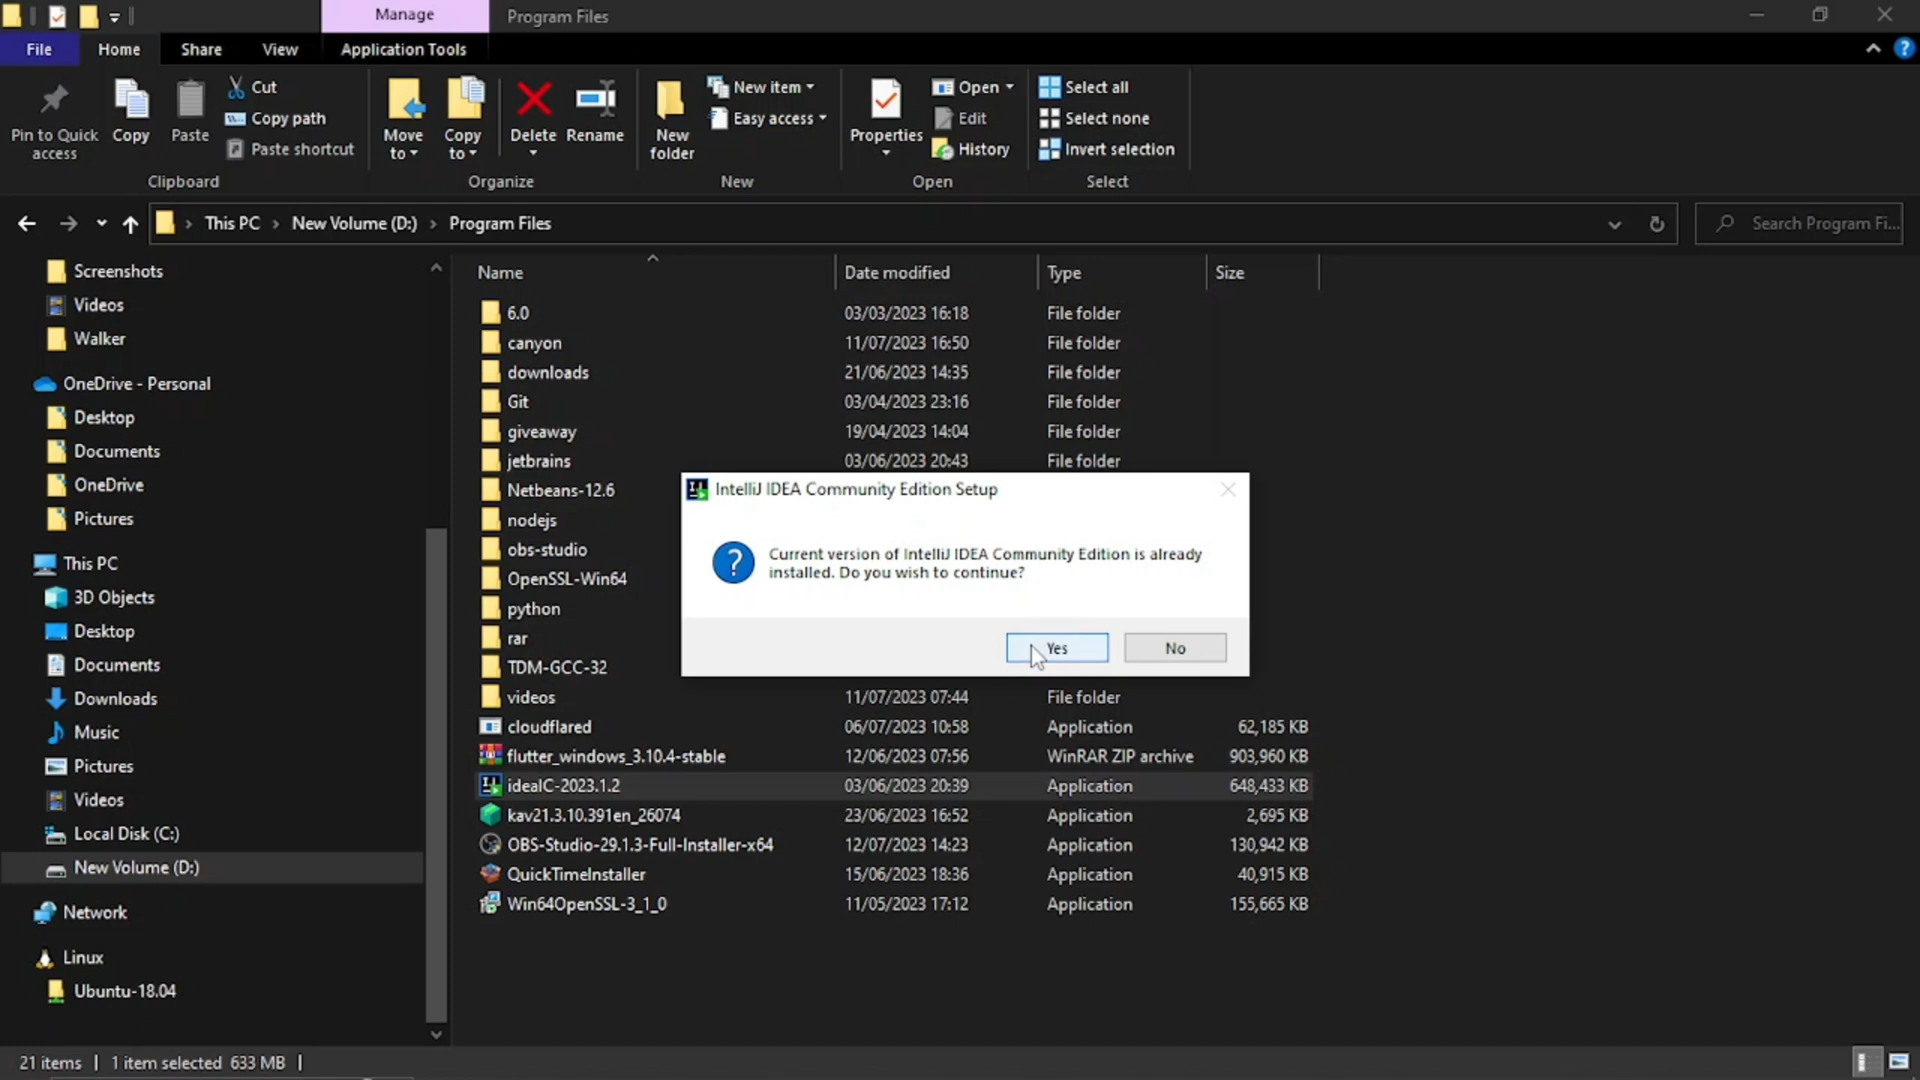 Manage
Program Files
File
Home
Share
View
Application Tools
Pin to Quick
access
Copy
Paste
Cut
Copy path
Paste shortcut
Clipboard
Move
to
Copy
to
Delete
Rename
Organize
New
folder
New item
Easy access
New
Properties
Open
Edit
History
Open
Select all
Select none
Invert selection
Select
This PC
New Volume (D:)
Program Files
Search Program Fi...
Screenshots
Videos
Walker
OneDrive - Personal
Desktop
Documents
OneDrive
Pictures
This PC
3D Objects
Desktop
Documents
Downloads
Music
Pictures
Videos
Local Disk (C:)
New Volume (D:)
Network
Linux
Ubuntu-18.04
Name Date modified Type Size
6.0 03/03/2023 16:18 File folder
canyon 11/07/2023 16:50 File folder
downloads 21/06/2023 14:35 File folder
Git 03/04/2023 23:16 File folder
giveaway 19/04/2023 14:04 File folder
jetbrains 03/06/2023 20:43 File folder
Netbeans-12.6
nodejs
obs-studio
OpenSSL-Win64
python
rar
TDM-GCC-32
videos 11/07/2023 07:44 File folder
cloudflared 06/07/2023 10:58 Application 62,185 KB
flutter_windows_3.10.4-stable 12/06/2023 07:56 WinRAR ZIP archive 903,960 KB
ideaIC-2023.1.2 03/06/2023 20:39 Application 648,433 KB
kav21.3.10.391en_26074 23/06/2023 16:52 Application 2,695 KB
OBS-Studio-29.1.3-Full-Installer-x64 12/07/2023 14:23 Application 130,942 KB
QuickTimeInstaller 15/06/2023 18:36 Application 40,915 KB
Win64OpenSSL-3_1_0 11/05/2023 17:12 Application 155,665 KB
IntelliJ IDEA Community Edition Setup
Current version of IntelliJ IDEA Community Edition is already
installed. Do you wish to continue?
Yes
No
21 items
1 item selected 633 MB